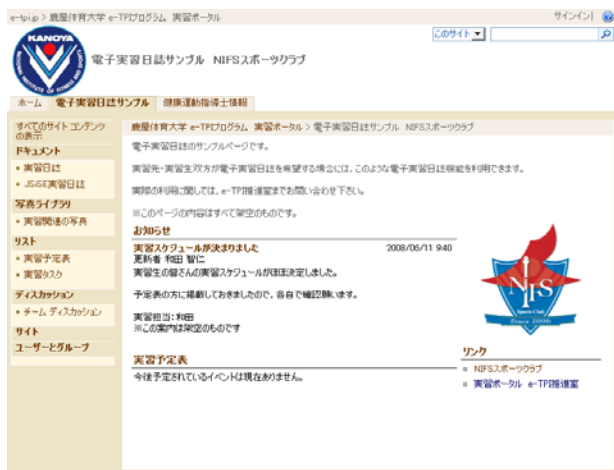 e-tpi.jp > 鹿屋体育大学 e-TPIプログラム 実習ポータル
サインイン
このサイト
KANOYA
電子実習日誌サンプル NIFSスポーツクラブ
ホーム 電子実習日誌サンプル 健康運動指導士情報
すべてのサイト コンテンツの表示
ドキュメント
実習日誌
JSiSE実習日誌
写真ライブラリ
実習関連の写真
リスト
実習予定表
実習タスク
ディスカッション
チーム ディスカッション
サイト
ユーザーとグループ
鹿屋体育大学 e-TPIプログラム 実習ポータル > 電子実習日誌サンプル NIFSスポーツクラブ
電子実習日誌のサンプルページです。
実習先・実習生双方が電子実習日誌を希望する場合には、このような電子実習日誌機能を利用できます。
実際の利用に関しては、e-TPI推進室までお問い合わせ下さい。
※このページの内容はすべて架空のものです。
お知らせ
実習スケジュールが決まりました 2008/06/11 9:40
更新者 和田 智仁
実習生の皆さんの実習スケジュールがほぼ決定しました。
予定表の方に掲載しておきましたので、各自で確認願います。
実習担当：和田
※この案内は架空のものです
実習予定表
今後予定されているイベントは現在ありません。
NIFS
Sports Club
Since 2000
リンク
NIFSスポーツクラブ
実習ポータル e-TPI推進室